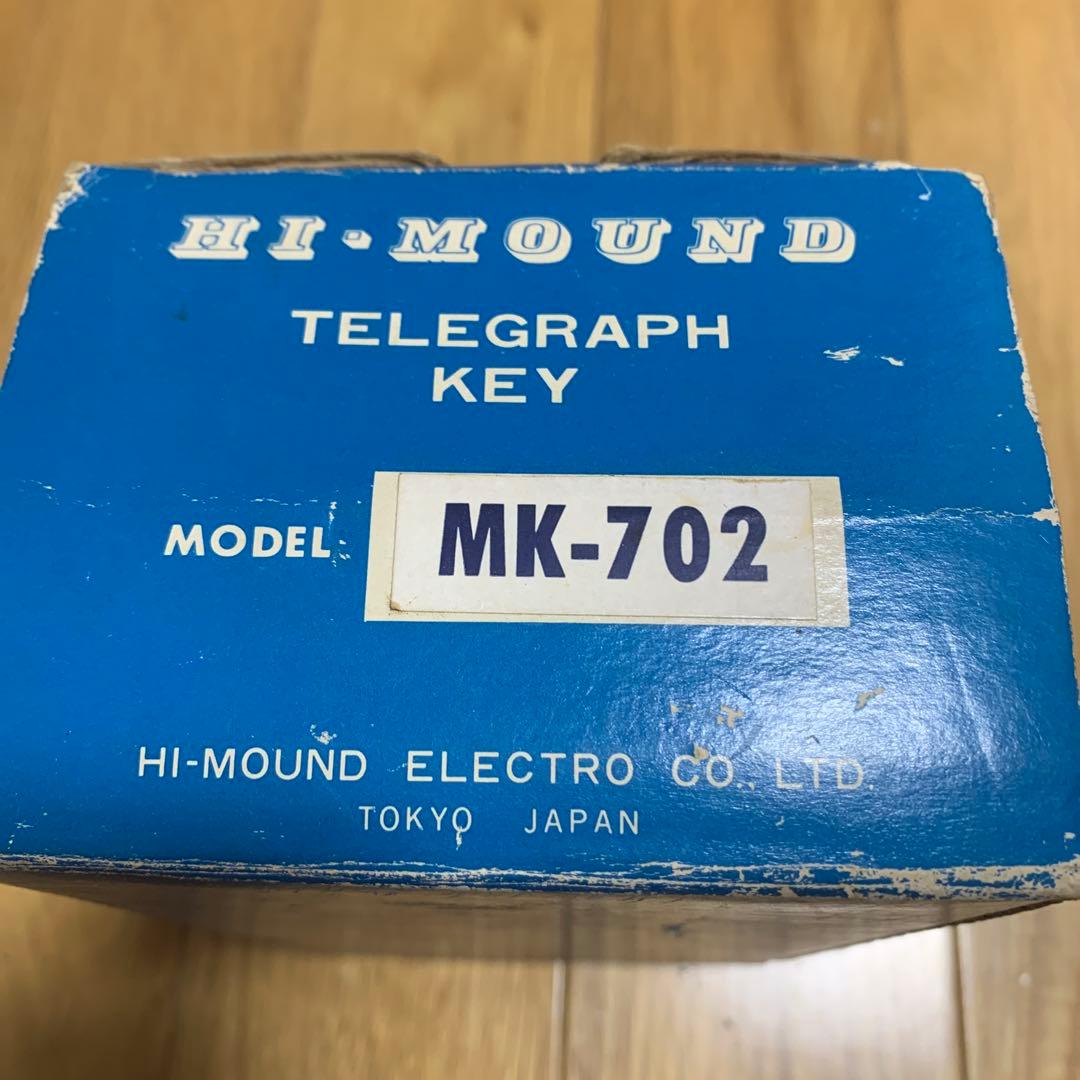 HI-MOUND
TELEGRAPH
KEY
MODEL MK-702
HI-MOUND ELECTRO CO., LTD.
TOKYO JAPAN